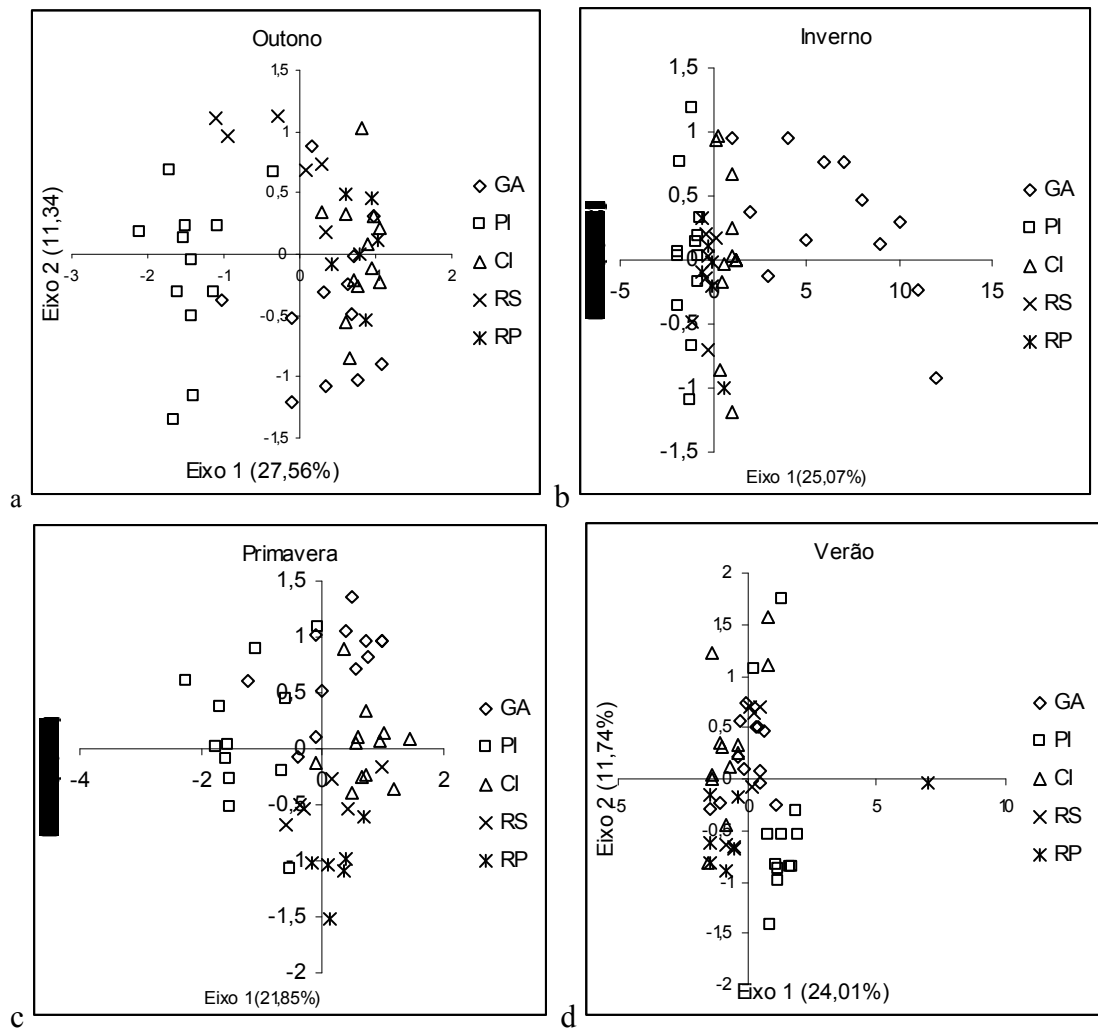 Outono
1,5
1
0,5
0
-3 -2 -1 0 1 2
-0,5
-1
-1,5
Eixo 2 (11,34)
Eixo 1 (27,56%)
GA
PI
CI
RS
RP
a
Inverno
1,5
1
0,5
0
-5 0 5 10 15
-0,5
-1
-1,5
Eixo 1(25,07%)
GA
PI
CI
RS
RP
b
Primavera
1,5
1
0,5
0
-4 -2 0 2
-0,5
-1
-1,5
-2
Eixo 1(21,85%)
GA
PI
CI
RS
RP
c
Verão
2
1,5
1
0,5
0
-5 0 5 10
-0,5
-1
-1,5
-2
Eixo 2 (11,74%)
Eixo 1 (24,01%)
GA
PI
CI
RS
RP
d